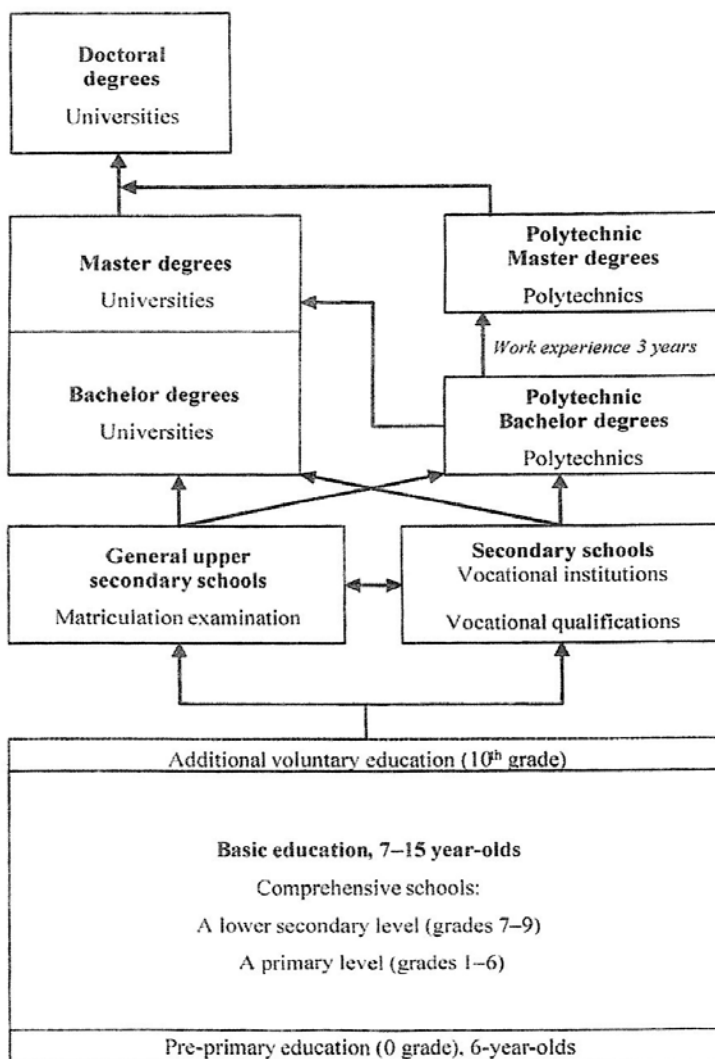 Doctoral
degrees
Universities
Master degrees
Universities
Polytechnic
Master degrees
Polytechnics
Work experience 3 years
Bachelor degrees
Universities
Polytechnic
Bachelor degrees
Polytechnics
General upper
secondary schools
Matriculation examination
Secondary schools
Vocational institutions
Vocational qualifications
Additional voluntary education (10th grade)
Basic education, 7–15 year-olds
Comprehensive schools:
A lower secondary level (grades 7–9)
A primary level (grades 1–6)
Pre-primary education (0 grade), 6-year-olds